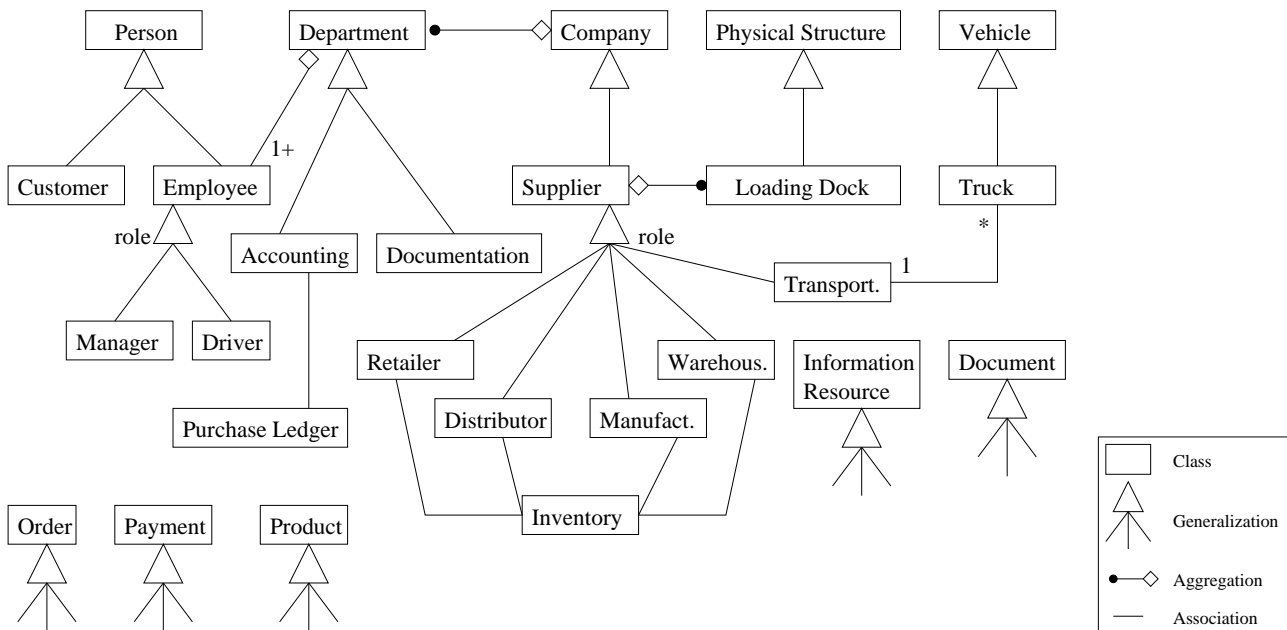 Person
Department
Company
Physical Structure
Vehicle
1+
Customer
Employee
Supplier
Loading Dock
Truck
*
role
role
Accounting
Documentation
1
Transport.
Manager
Driver
Retailer
Warehous.
Information
Resource
Document
Distributor
Manufact.
Purchase Ledger
Inventory
Order
Payment
Product
Class
Generalization
Aggregation
Association